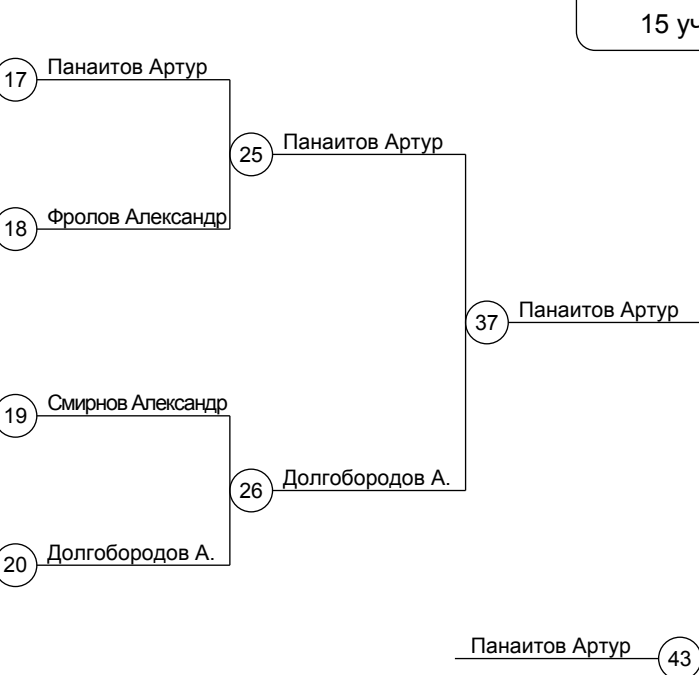 15 уч
17 Панаитов Артур
25 Панаитов Артур
18 Фролов Александр
37 Панаитов Артур
19 Смирнов Александр
26 Долгобородов А.
20 Долгобородов А.
Панаитов Артур 43